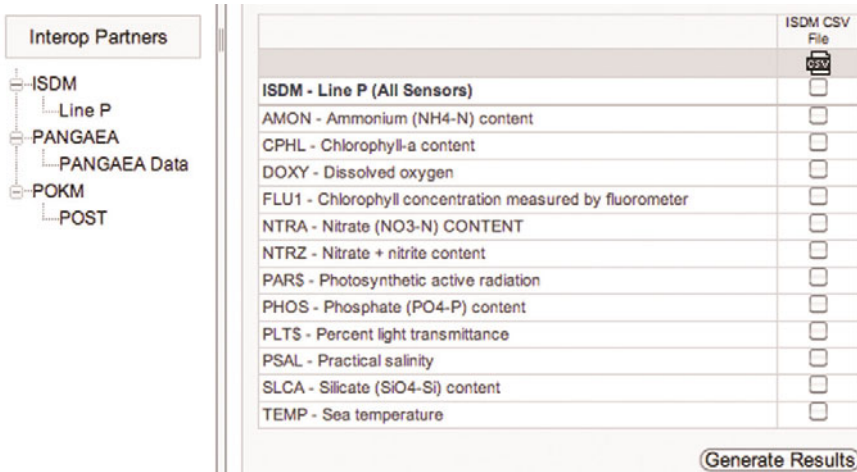 Interop Partners
ISDM
Line P
PANGAEA
PANGAEA Data
POKM
POST
ISDM CSV
File
CSV
ISDM - Line P (All Sensors)
AMON - Ammonium (NH4-N) content
CPHL - Chlorophyll-a content
DOXY - Dissolved oxygen
FLU1 - Chlorophyll concentration measured by fluorometer
NTRA - Nitrate (NO3-N) CONTENT
NTRZ - Nitrate + nitrite content
PAR$ - Photosynthetic active radiation
PHOS - Phosphate (PO4-P) content
PLT$ - Percent light transmittance
PSAL - Practical salinity
SLCA - Silicate (SiO4-Si) content
TEMP - Sea temperature
Generate Results